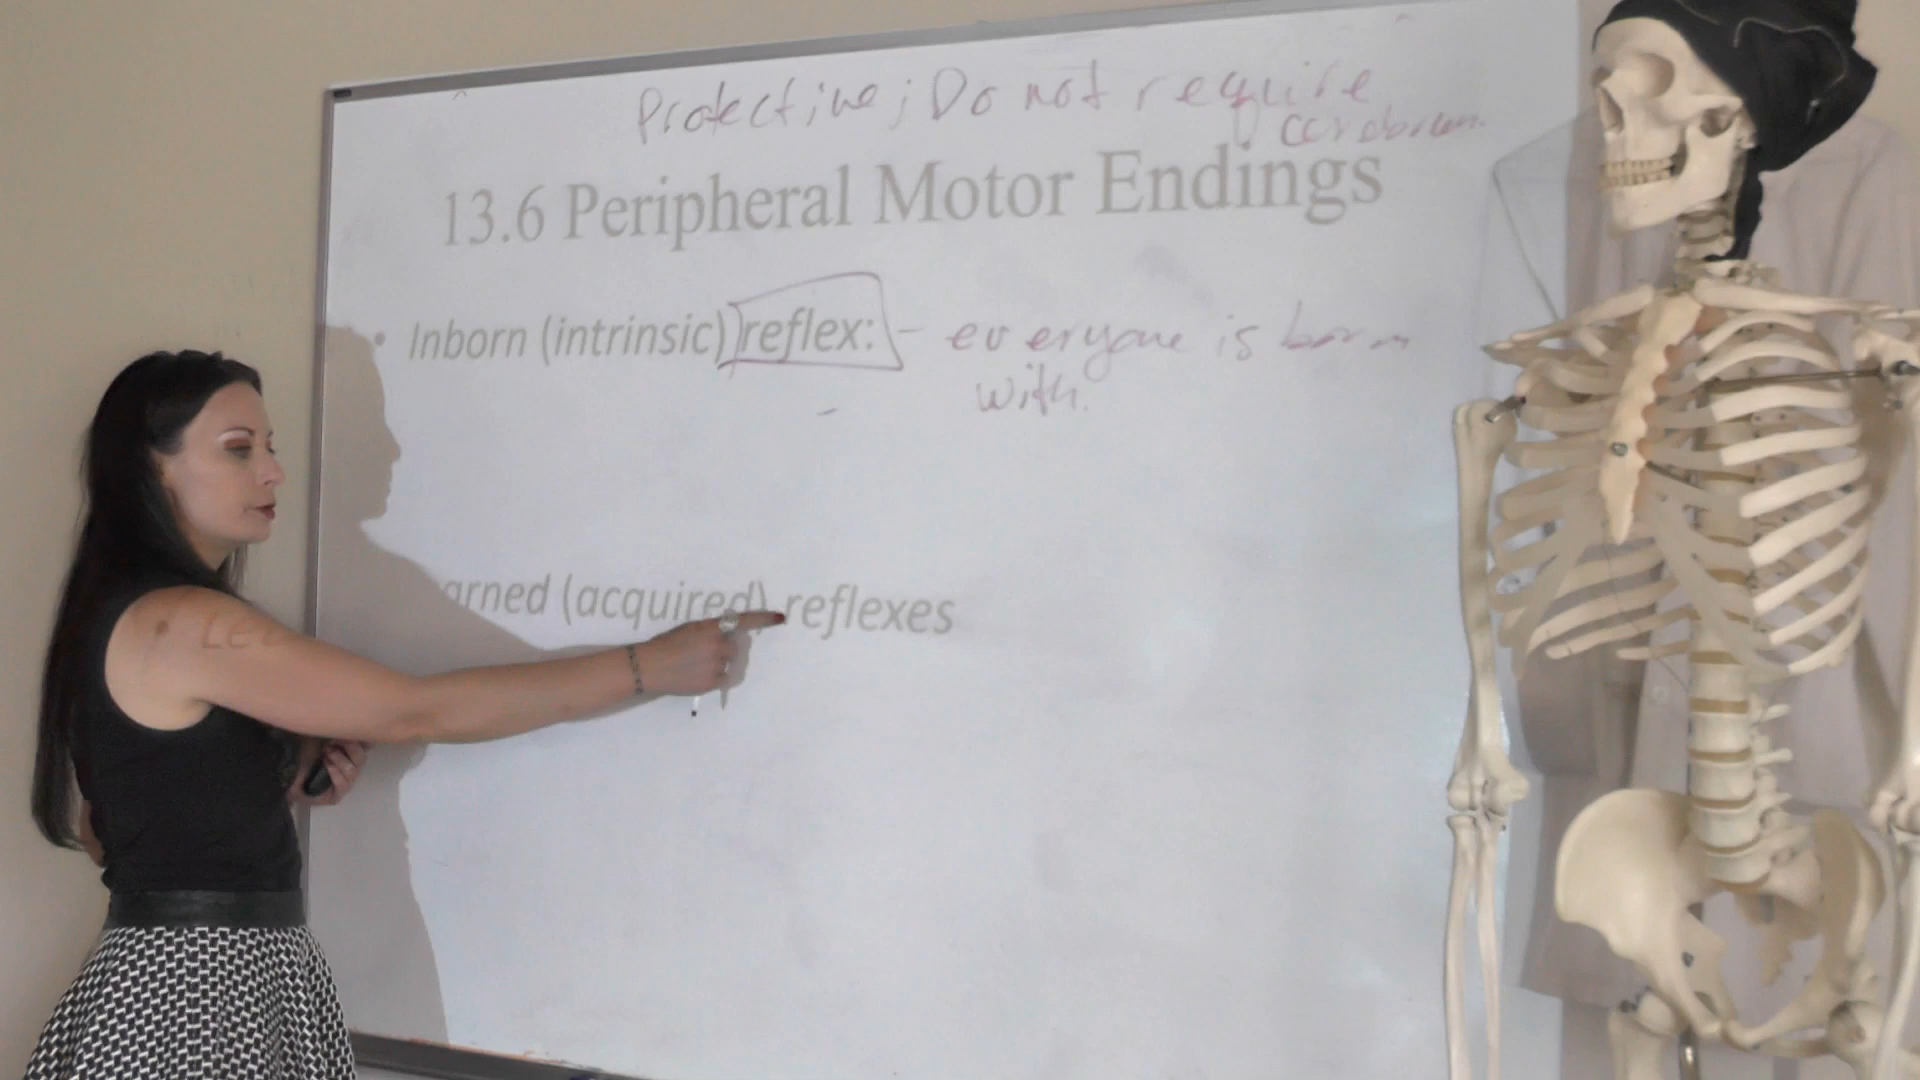 Protective; Do not require
cerebrum.
13.6 Peripheral Motor Endings
• Inborn (intrinsic) reflex: - everyone is born
- with.
arned (acquired) reflexes